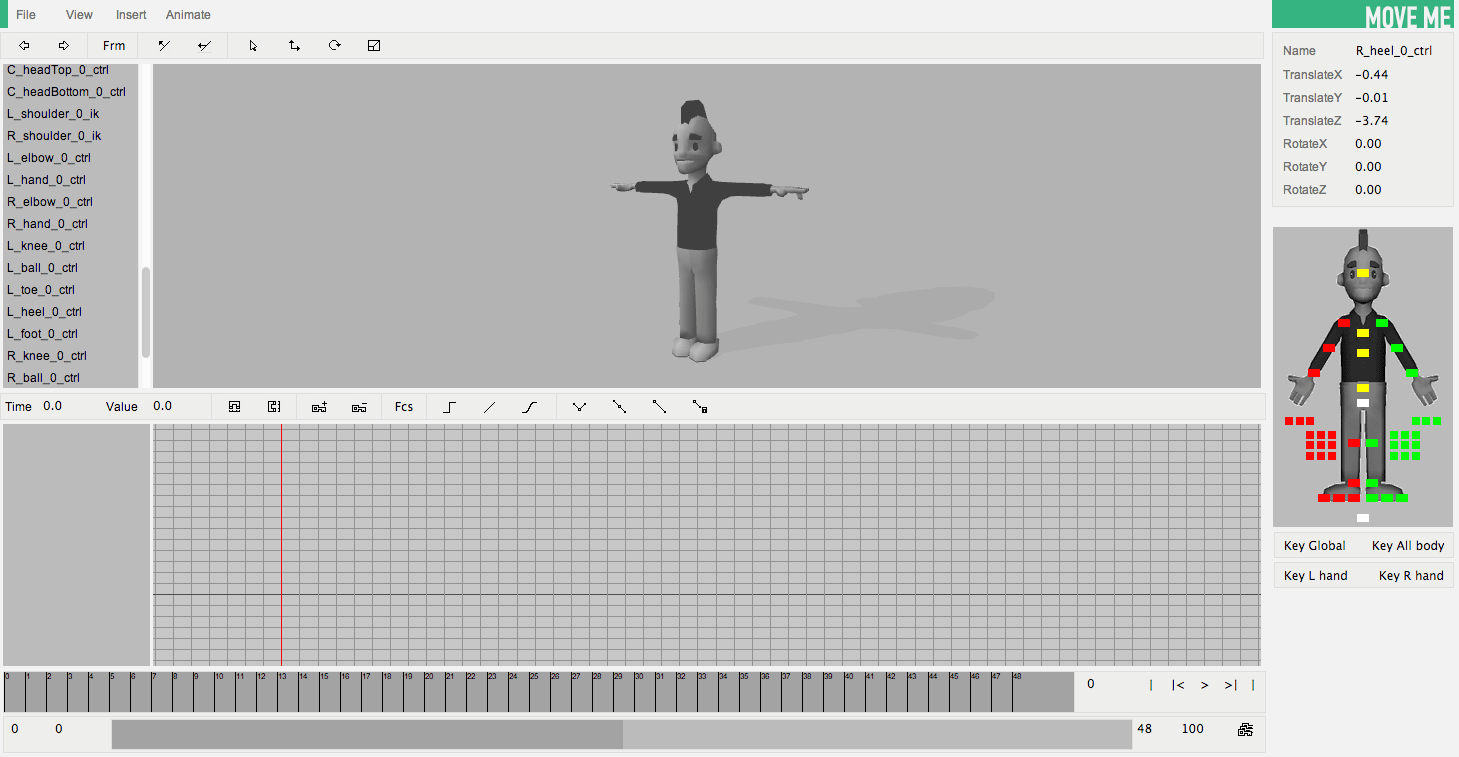 File View Insert Animate
MOVE ME
Frm
C_headTop_0_ctrl
C_headBottom_0_ctrl
L_shoulder_0_ik
R_shoulder_0_ik
L_elbow_0_ctrl
L_hand_0_ctrl
R_elbow_0_ctrl
R_hand_0_ctrl
L_knee_0_ctrl
L_ball_0_ctrl
L_toe_0_ctrl
L_heel_0_ctrl
L_foot_0_ctrl
R_knee_0_ctrl
R_ball_0_ctrl
Name R_heel_0_ctrl
TranslateX -0.44
TranslateY -0.01
TranslateZ -3.74
RotateX 0.00
RotateY 0.00
RotateZ 0.00
Time 0.0 Value 0.0 Fcs
Key Global Key All body
Key L hand Key R hand
0 1 2 3 4 5 6 7 8 9 10 11 12 13 14 15 16 17 18 19 20 21 22 23 24 25 26 27 28 29 30 31 32 33 34 35 36 37 38 39 40 41 42 43 44 45 46 47 48
0 | |< > >| |
0 0 48 100